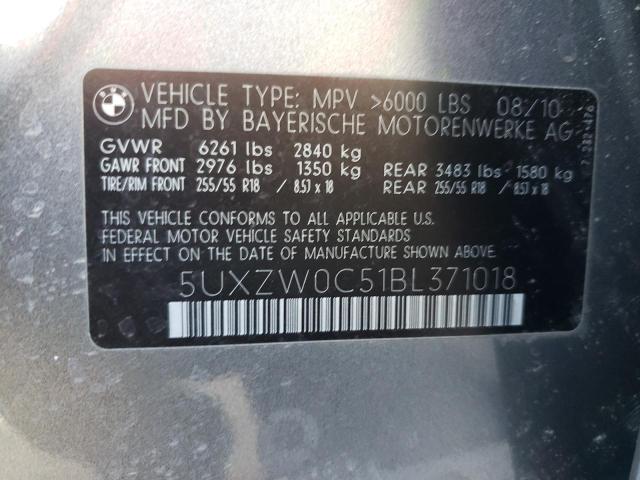 VEHICLE TYPE: MPV >6000 LBS 08/10
MFD BY BAYERISCHE MOTORENWERKE AG
GVWR 6261 lbs 2840 kg
GAWR FRONT 2976 lbs 1350 kg REAR 3483 lbs 1580 kg
TIRE/RIM FRONT 255/55 R18 / 8.5J x 18 REAR 255/55 R18 / 8.5J x 18
THIS VEHICLE CONFORMS TO ALL APPLICABLE U.S.
FEDERAL MOTOR VEHICLE SAFETY STANDARDS
IN EFFECT ON THE DATE OF MANUFACTURE SHOWN ABOVE.
5UXZW0C51BL371018